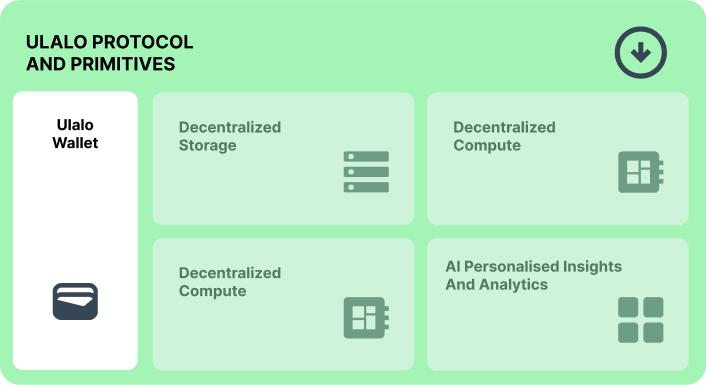 ULALO PROTOCOL
AND PRIMITIVES
Ulalo
Wallet
Decentralized
Storage
Decentralized
Compute
Decentralized
Compute
AI Personalised Insights
And Analytics